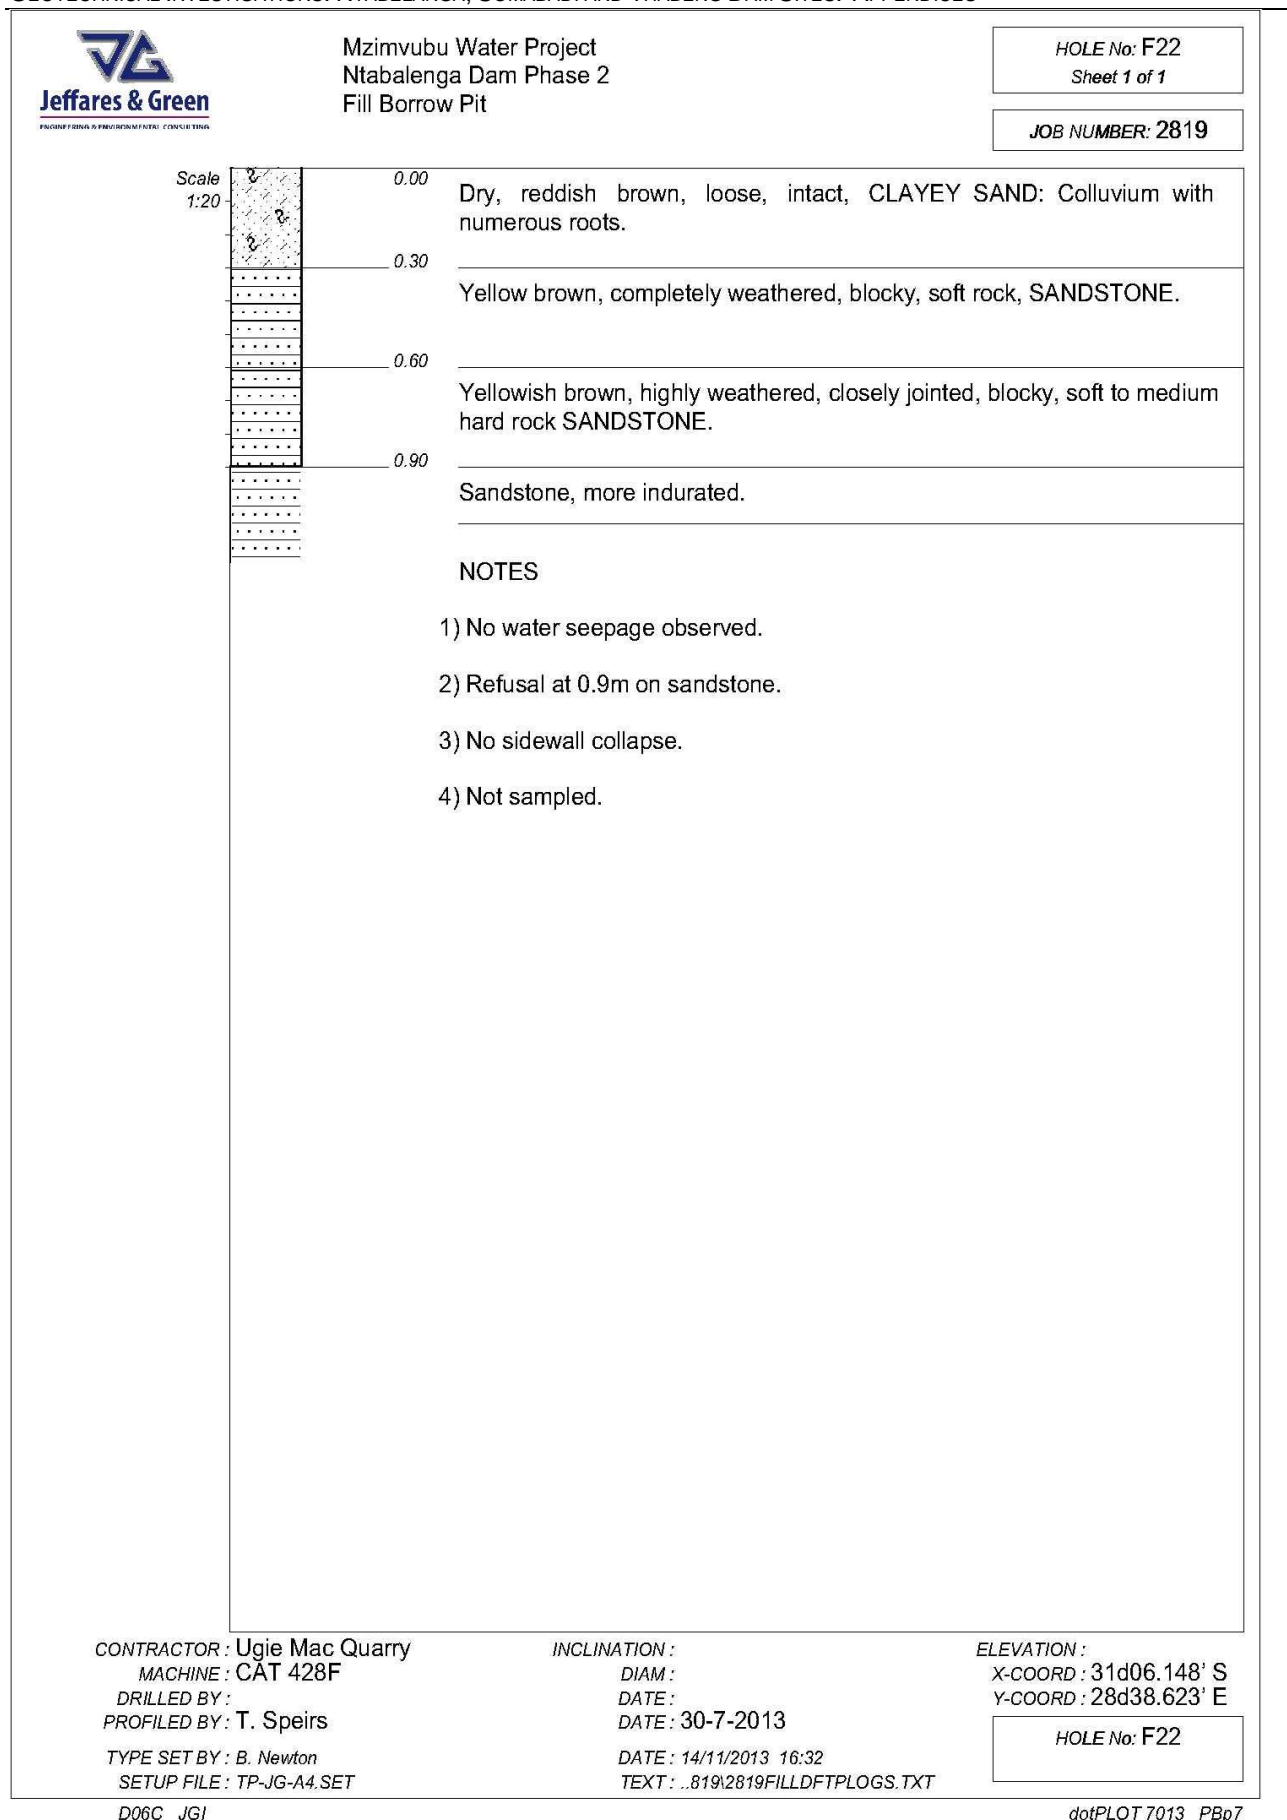 Jeffares & Green
ENGINEERING & ENVIRONMENTAL CONSULTING
Mzimvubu Water Project
Ntabalenga Dam Phase 2
Fill Borrow Pit
HOLE No: F22
Sheet 1 of 1
JOB NUMBER: 2819
Scale
1:20
0.00
Dry, reddish brown, loose, intact, CLAYEY SAND: Colluvium with
numerous roots.
0.30
Yellow brown, completely weathered, blocky, soft rock, SANDSTONE.
0.60
Yellowish brown, highly weathered, closely jointed, blocky, soft to medium
hard rock SANDSTONE.
0.90
Sandstone, more indurated.
NOTES
1) No water seepage observed.
2) Refusal at 0.9m on sandstone.
3) No sidewall collapse.
4) Not sampled.
CONTRACTOR : Ugie Mac Quarry
MACHINE : CAT 428F
DRILLED BY :
PROFILED BY : T. Speirs
TYPE SET BY : B. Newton
SETUP FILE : TP-JG-A4.SET
INCLINATION :
DIAM :
DATE :
DATE : 30-7-2013
DATE : 14/11/2013 16:32
TEXT : ..819\2819FILLDFTPLOGS.TXT
ELEVATION :
X-COORD : 31d06.148' S
Y-COORD : 28d38.623' E
HOLE No: F22
D06C JGI
dotPLOT 7013 PBp7